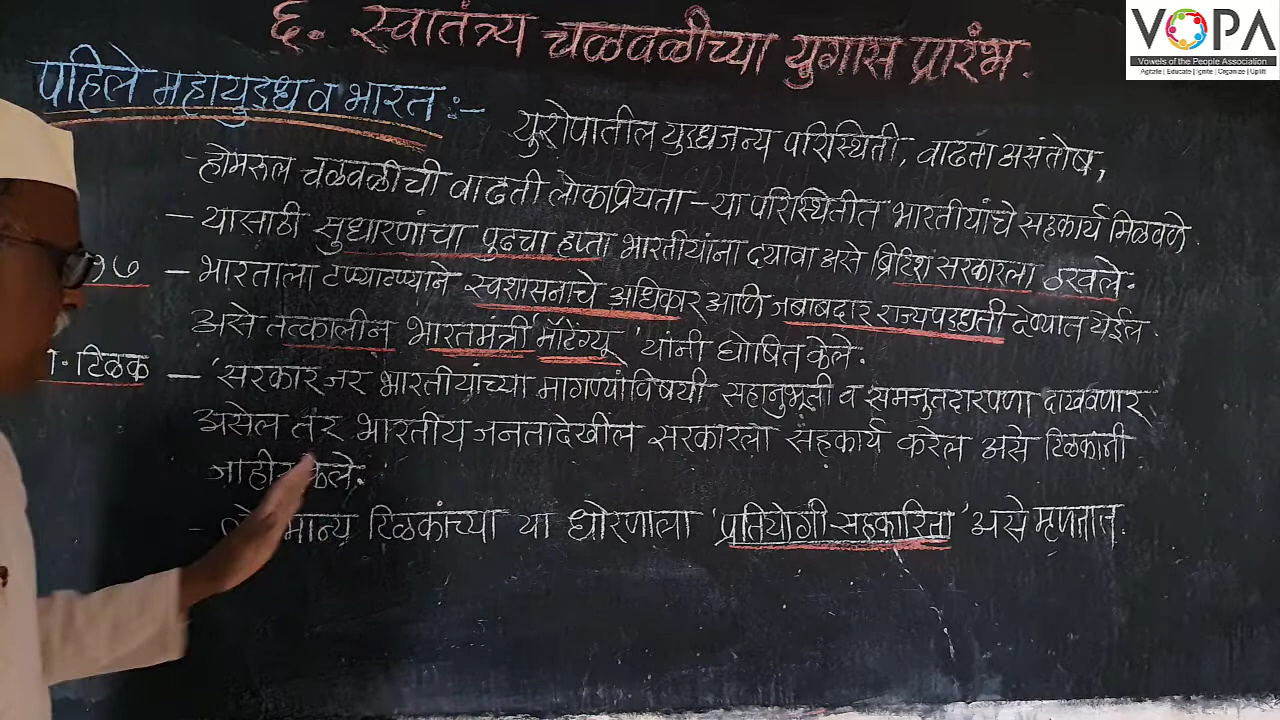 ६. स्वातंत्र्य चळवळीच्या युगास प्रारंभ.
VOPA
Vowels of the People Association
Agitate | Educate | Ignite | Organize | Uplift
पहिले महायुद्ध व भारत :-
युरोपातील युद्धजन्य परिस्थिती, वाढता असंतोष,
- होमरूल चळवळीची वाढती लोकप्रियता - या परिस्थितीत भारतीयांचे सहकार्य मिळवणे
- यासाठी सुधारणांचा पूढचा हप्ता भारतीयांना दयावा असे ब्रिटिश सरकारला ठरवले.
१७ - भारताला टप्प्याटप्प्याने स्वशासनाचे अधिकार आणि जबाबदार राज्यपद्धती देण्यात येईल.
असे तत्कालीन भारतमंत्री मॉटेंग्यू ' यांनी घोषित केले.
टिळक - 'सरकार जर भारतीयांच्या मागण्यांविषयी सहानुभूती व समजूतदारपणा दाखवणार
असेल तर भारतीय जनतादेखील सरकारला सहकार्य करेल असे टिळकांनी
जाहीर केले.
- मान्य टिळकांच्या या धोरणाला 'प्रतियोगी सहकारिता' असे म्हणतात.